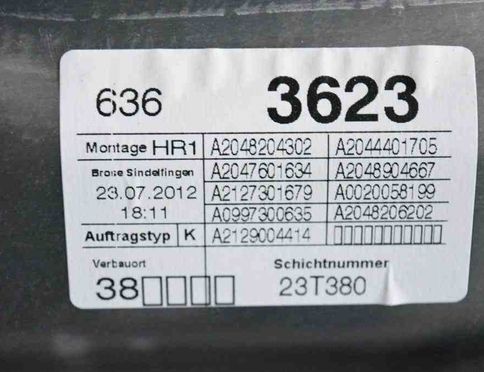 636 3623
Montage HR1 A2048204302 A2044401705
Brose Sindelfingen A2047601634 A2048904667
23.07.2012 A2127301679 A0020058199
18:11 A0997300635 A2048206202
Auftragstyp K A2129004414 ▯▯▯▯▯▯▯▯▯▯▯
Verbauort Schichtnummer
38▯▯▯▯ 23T380